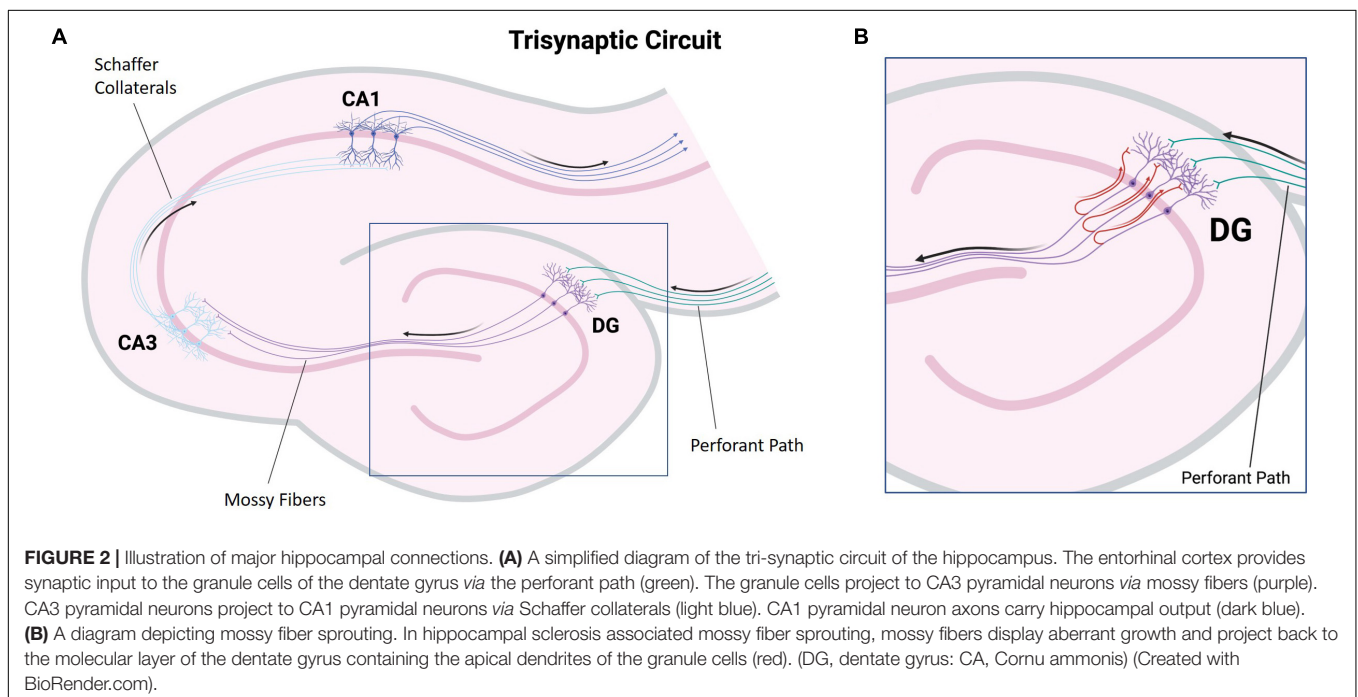 A
Trisynaptic Circuit
B
Schaffer
Collaterals
CA1
CA3
DG
Mossy Fibers
Perforant Path
DG
Perforant Path
FIGURE 2 | Illustration of major hippocampal connections. (A) A simplified diagram of the tri-synaptic circuit of the hippocampus. The entorhinal cortex provides
synaptic input to the granule cells of the dentate gyrus via the perforant path (green). The granule cells project to CA3 pyramidal neurons via mossy fibers (purple).
CA3 pyramidal neurons project to CA1 pyramidal neurons via Schaffer collaterals (light blue). CA1 pyramidal neuron axons carry hippocampal output (dark blue).
(B) A diagram depicting mossy fiber sprouting. In hippocampal sclerosis associated mossy fiber sprouting, mossy fibers display aberrant growth and project back to
the molecular layer of the dentate gyrus containing the apical dendrites of the granule cells (red). (DG, dentate gyrus: CA, Cornu ammonis) (Created with
BioRender.com).